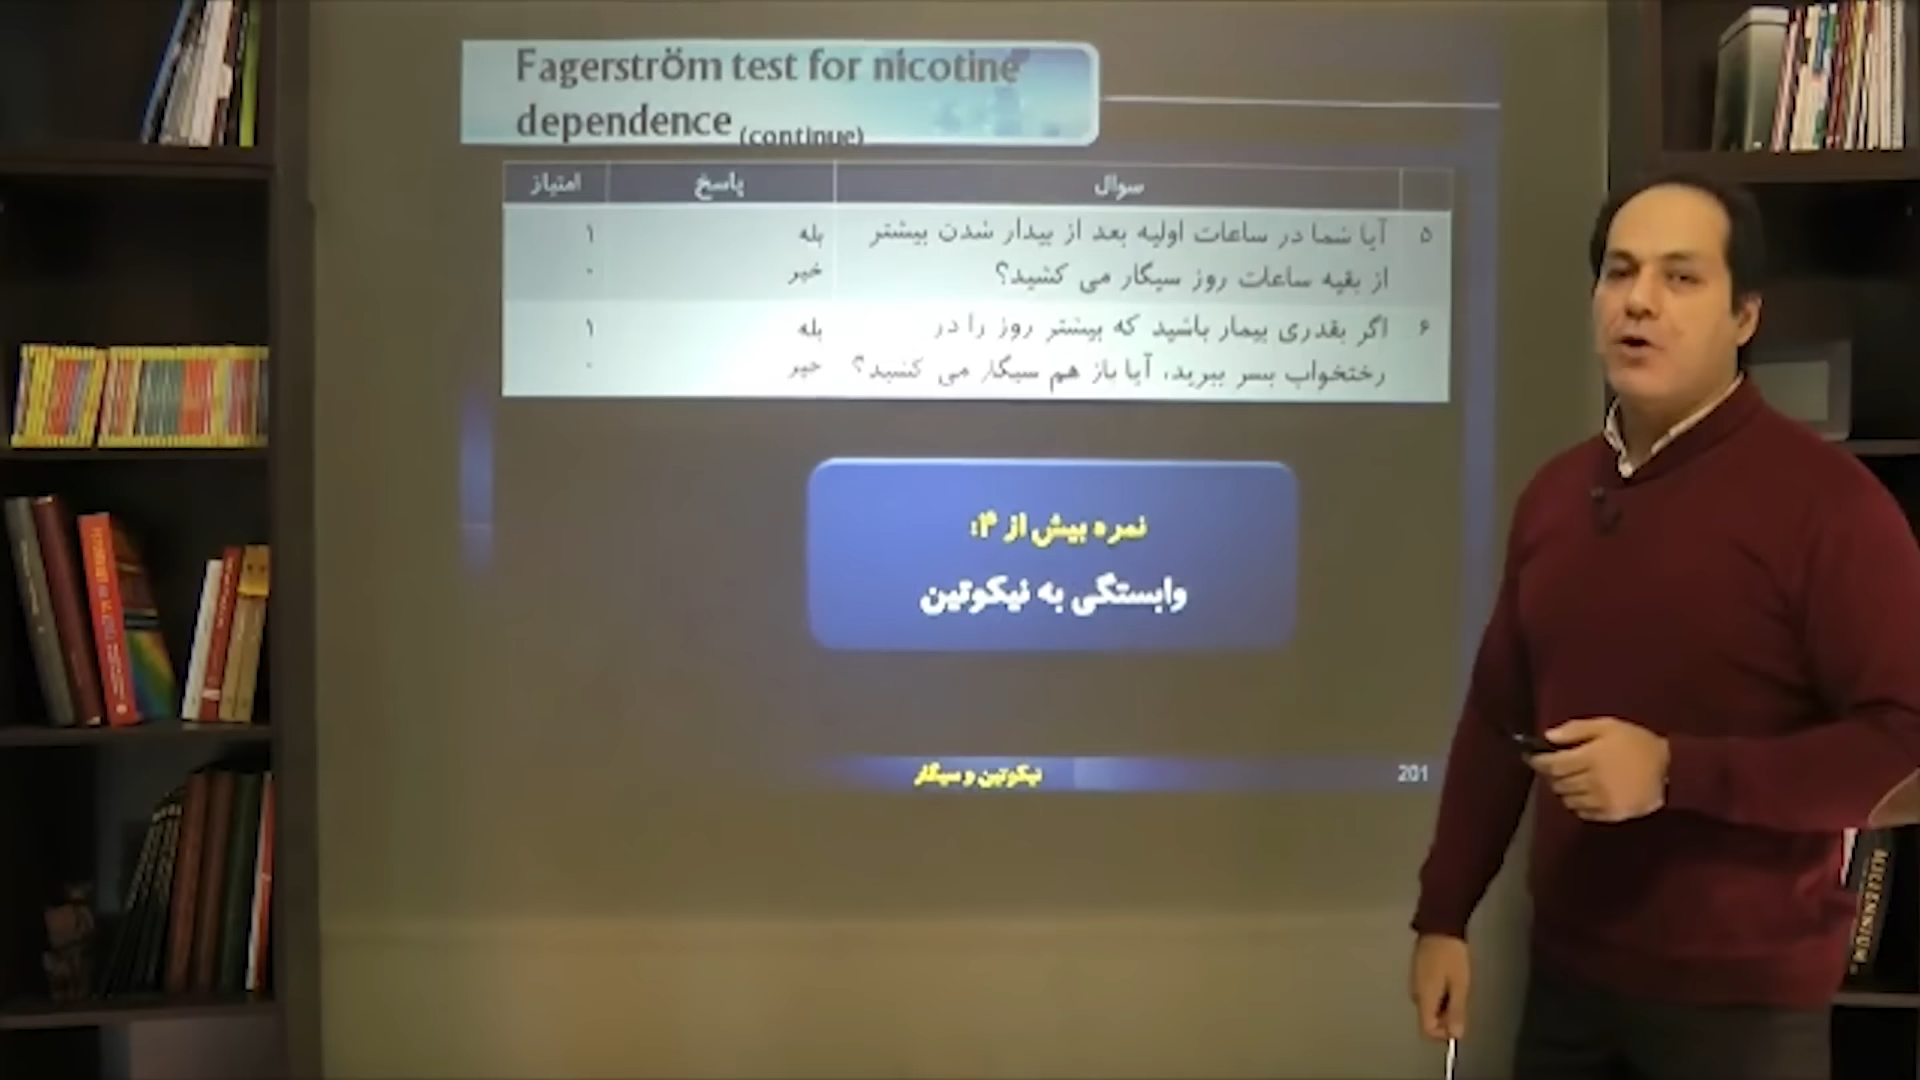 Fagerström test for nicotine
dependence (continue)
سوال پاسخ امتیاز
۵ آیا شما در ساعات اولیه بعد از بیدار شدن بیشتر بله ۱
از بقیه ساعات روز سیگار می کشید؟ خیر ۰
۶ اگر بقدری بیمار باشید که بیشتر روز را در بله ۱
رختخواب بسر ببرید، آیا باز هم سیگار می کشید؟ خیر ۰
نمره بیش از ۴:
وابستگی به نیکوتین
نیکوتین و سیگار
201
MILLENNIUM